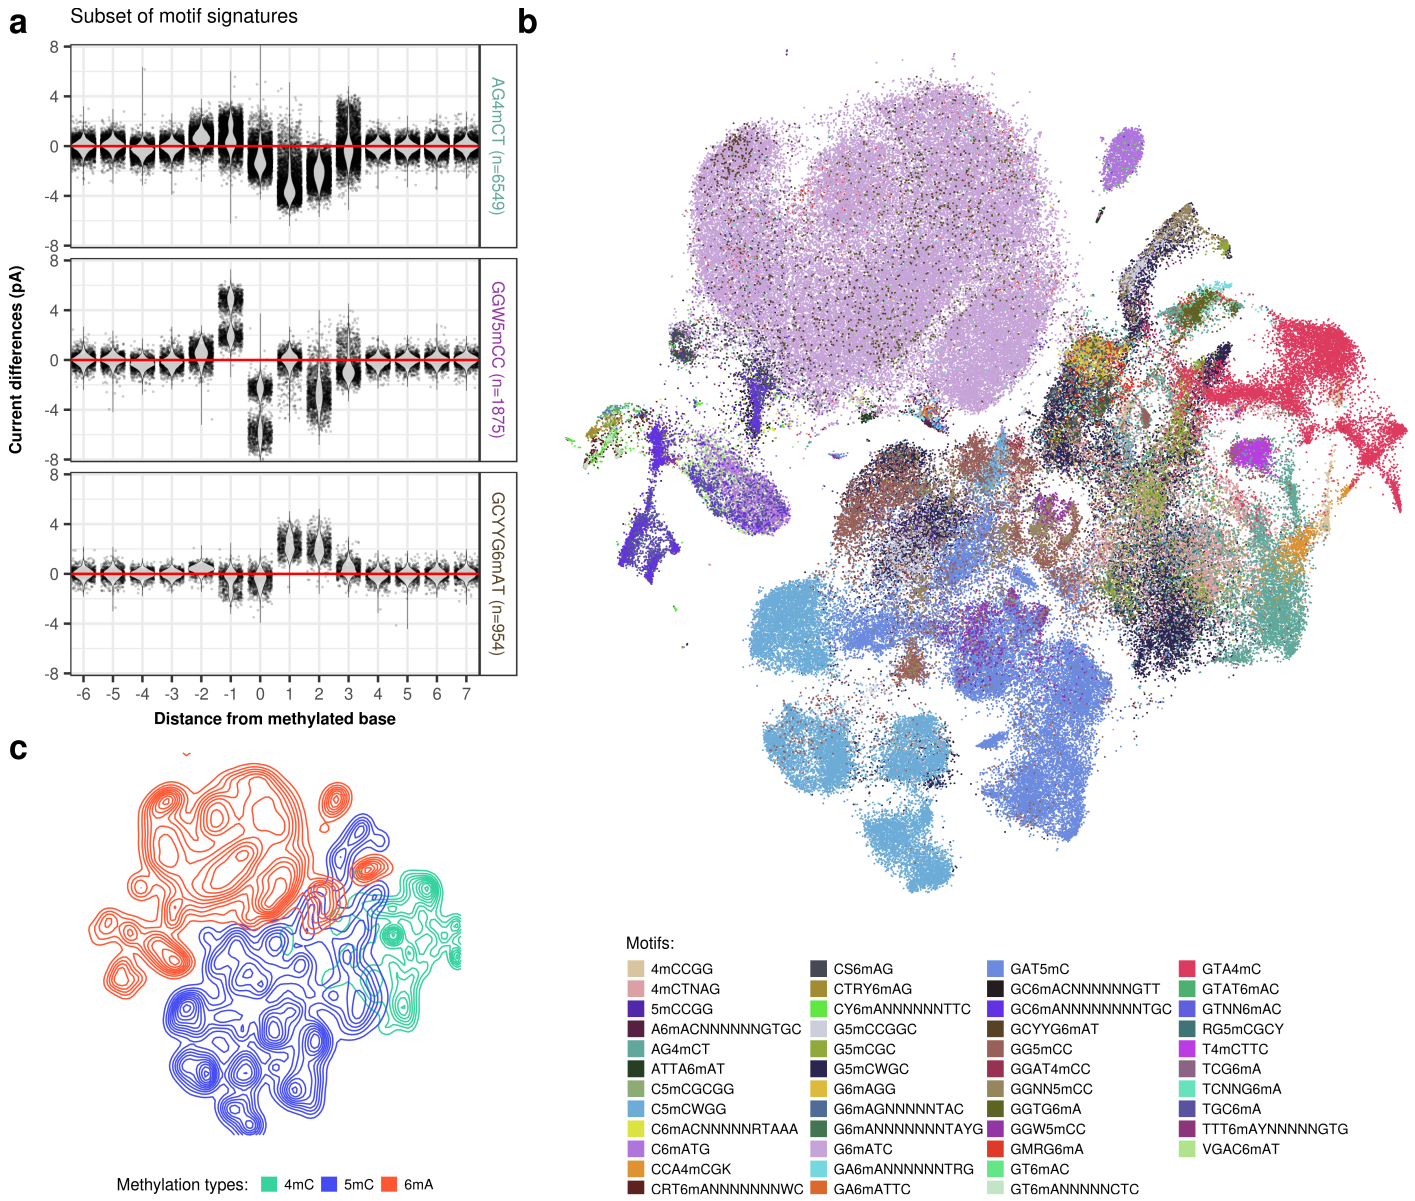 a
Subset of motif signatures
b
Current differences (pA)
8
4
0
-4
-8
AG4mCT (n=6549)
8
4
0
-4
-8
GGW5mCC (n=1875)
8
4
0
-4
-8
GCYYG6mAT (n=954)
-6 -5 -4 -3 -2 -1 0 1 2 3 4 5 6 7
Distance from methylated base
c
Methylation types: 4mC 5mC 6mA
Motifs:
4mCCGG
4mCTNAG
5mCCGG
A6mACNNNNNNGTGC
AG4mCT
ATTA6mAT
C5mCGCGG
C5mCWGG
C6mACNNNNNRTAAA
C6mATG
CCA4mCGK
CRT6mANNNNNNNWC
CS6mAG
CTRY6mAG
CY6mANNNNNNTTC
G5mCCGGC
G5mCGC
G5mCWGC
G6mAGG
G6mAGNNNNNTAC
G6mANNNNNNNTAYG
G6mATC
GA6mANNNNNNTRG
GA6mATTC
GAT5mC
GC6mACNNNNNNGTT
GC6mANNNNNNNNTGC
GCYYG6mAT
GG5mCC
GGAT4mCC
GGNN5mCC
GGTG6mA
GGW5mCC
GMRG6mA
GT6mAC
GT6mANNNNNCTC
GTA4mC
GTAT6mAC
GTNN6mAC
RG5mCGCY
T4mCTTC
TCG6mA
TCNNG6mA
TGC6mA
TTT6mAYNNNNNGTG
VGAC6mAT